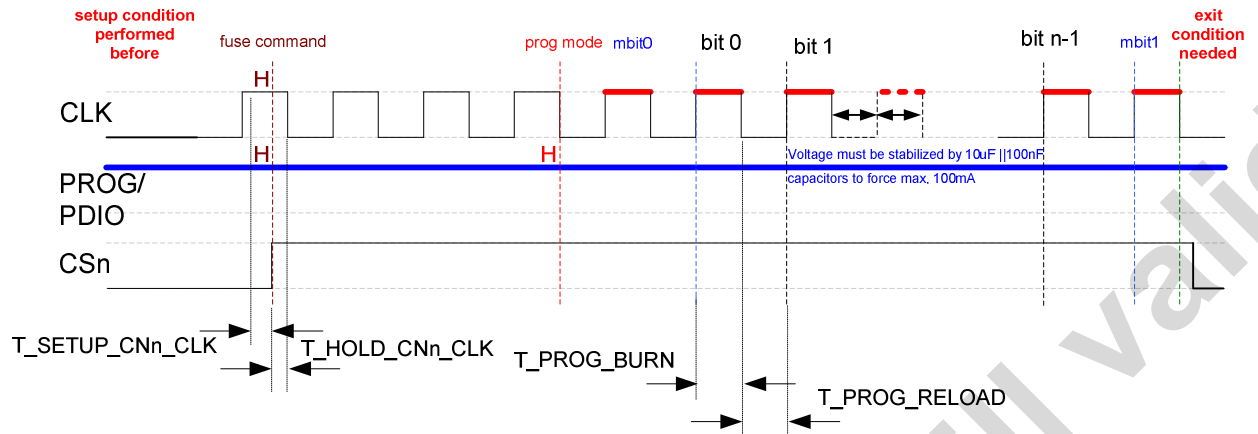 setup condition
performed
before
fuse command
prog mode
mbit0
bit 0
bit 1
bit n-1
mbit1
exit
condition
needed
H
CLK
H
H
Voltage must be stabilized by 10uF ||100nF
capacitors to force max, 100mA
PROG/
PDIO
CSn
T_SETUP_CNn_CLK
T_HOLD_CNn_CLK
T_PROG_BURN
T_PROG_RELOAD
ill valid